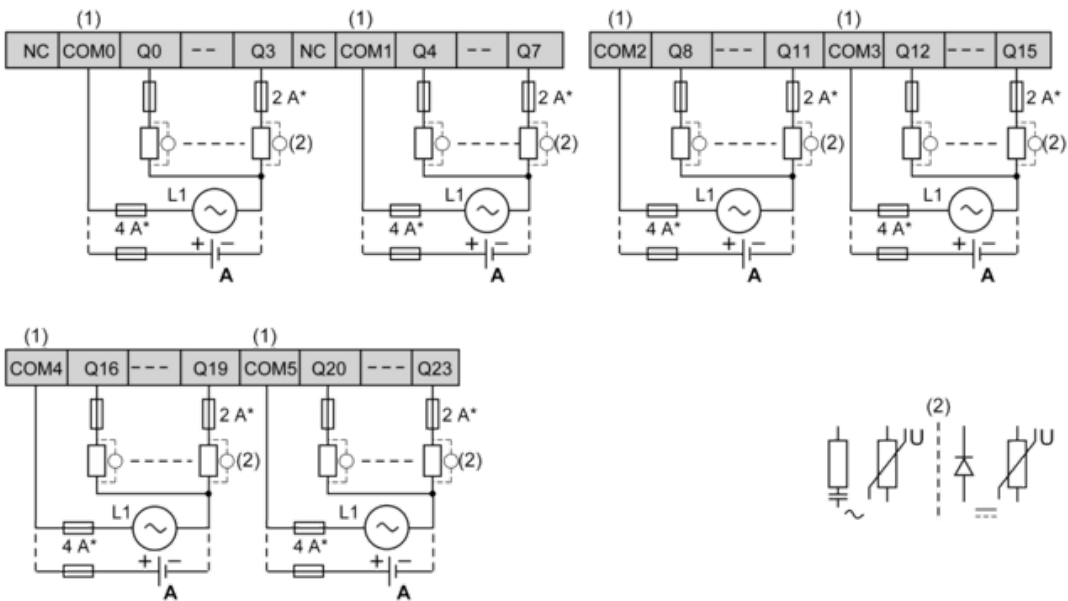 (1) (1) (1) (1)
NC COM0 Q0 -- Q3 NC COM1 Q4 -- Q7 COM2 Q8 --- Q11 COM3 Q12 --- Q15
2 A* 2 A* 2 A* 2 A*
(2) (2) (2) (2)
L1 L1 L1 L1
4 A* 4 A* 4 A* 4 A*
+ − + − + − + −
A A A A
(1) (1)
COM4 Q16 --- Q19 COM5 Q20 --- Q23
2 A* 2 A*
(2) (2)
L1 L1
4 A* 4 A*
+ − + −
A A
(2)
U U